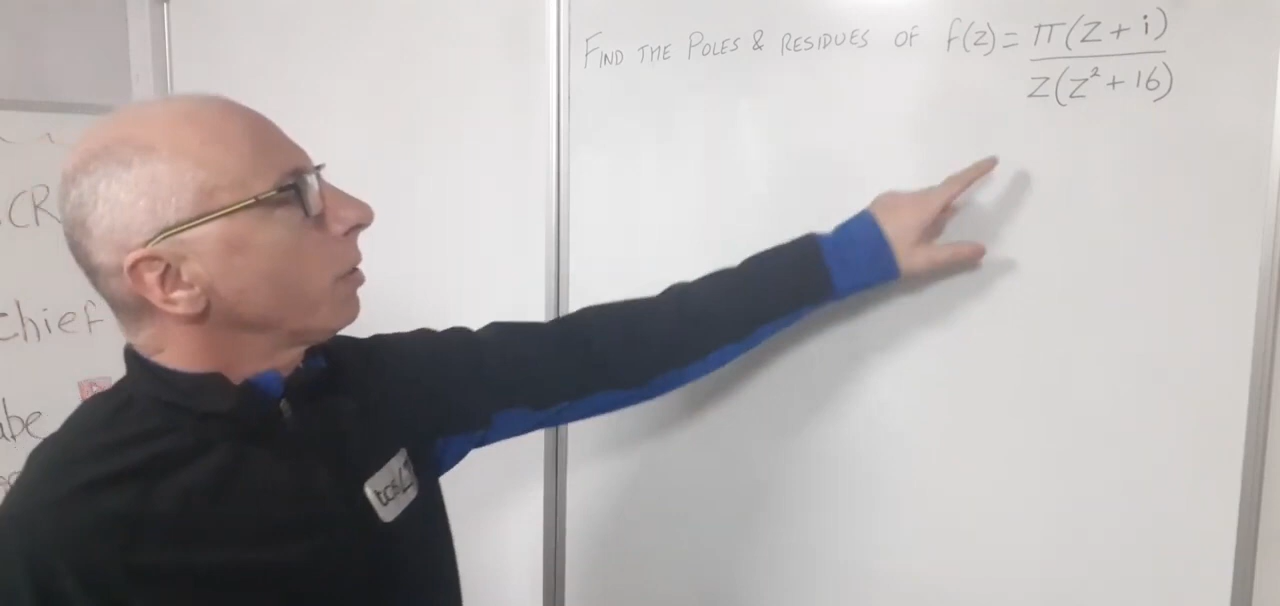 FIND THE POLES & RESIDUES OF f(z) = π(z + i)
z(z² + 16)
CR
chief
abe